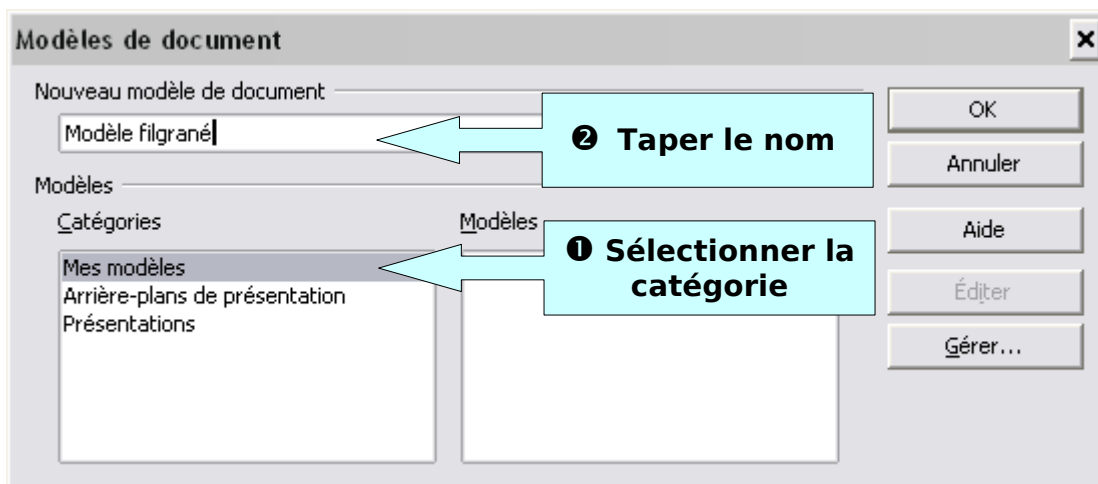 Modèles de document
Nouveau modèle de document
Modèle filgrané
❷ Taper le nom
OK
Annuler
Modèles
Catégories
Modèles
❶ Sélectionner la
catégorie
Aide
Mes modèles
Arrière-plans de présentation
Présentations
Éditer
Gérer...